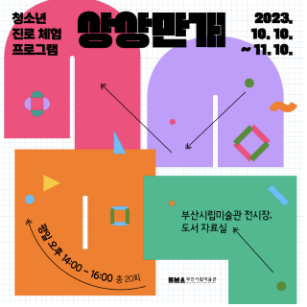 청소년
진로 체험
프로그램
상상만개
2023.
10. 10.
~ 11. 10.
평일 오후 14:00 ~ 16:00 총 20회
부산시립미술관 전시장,
도서 자료실
BMA 부산시립미술관